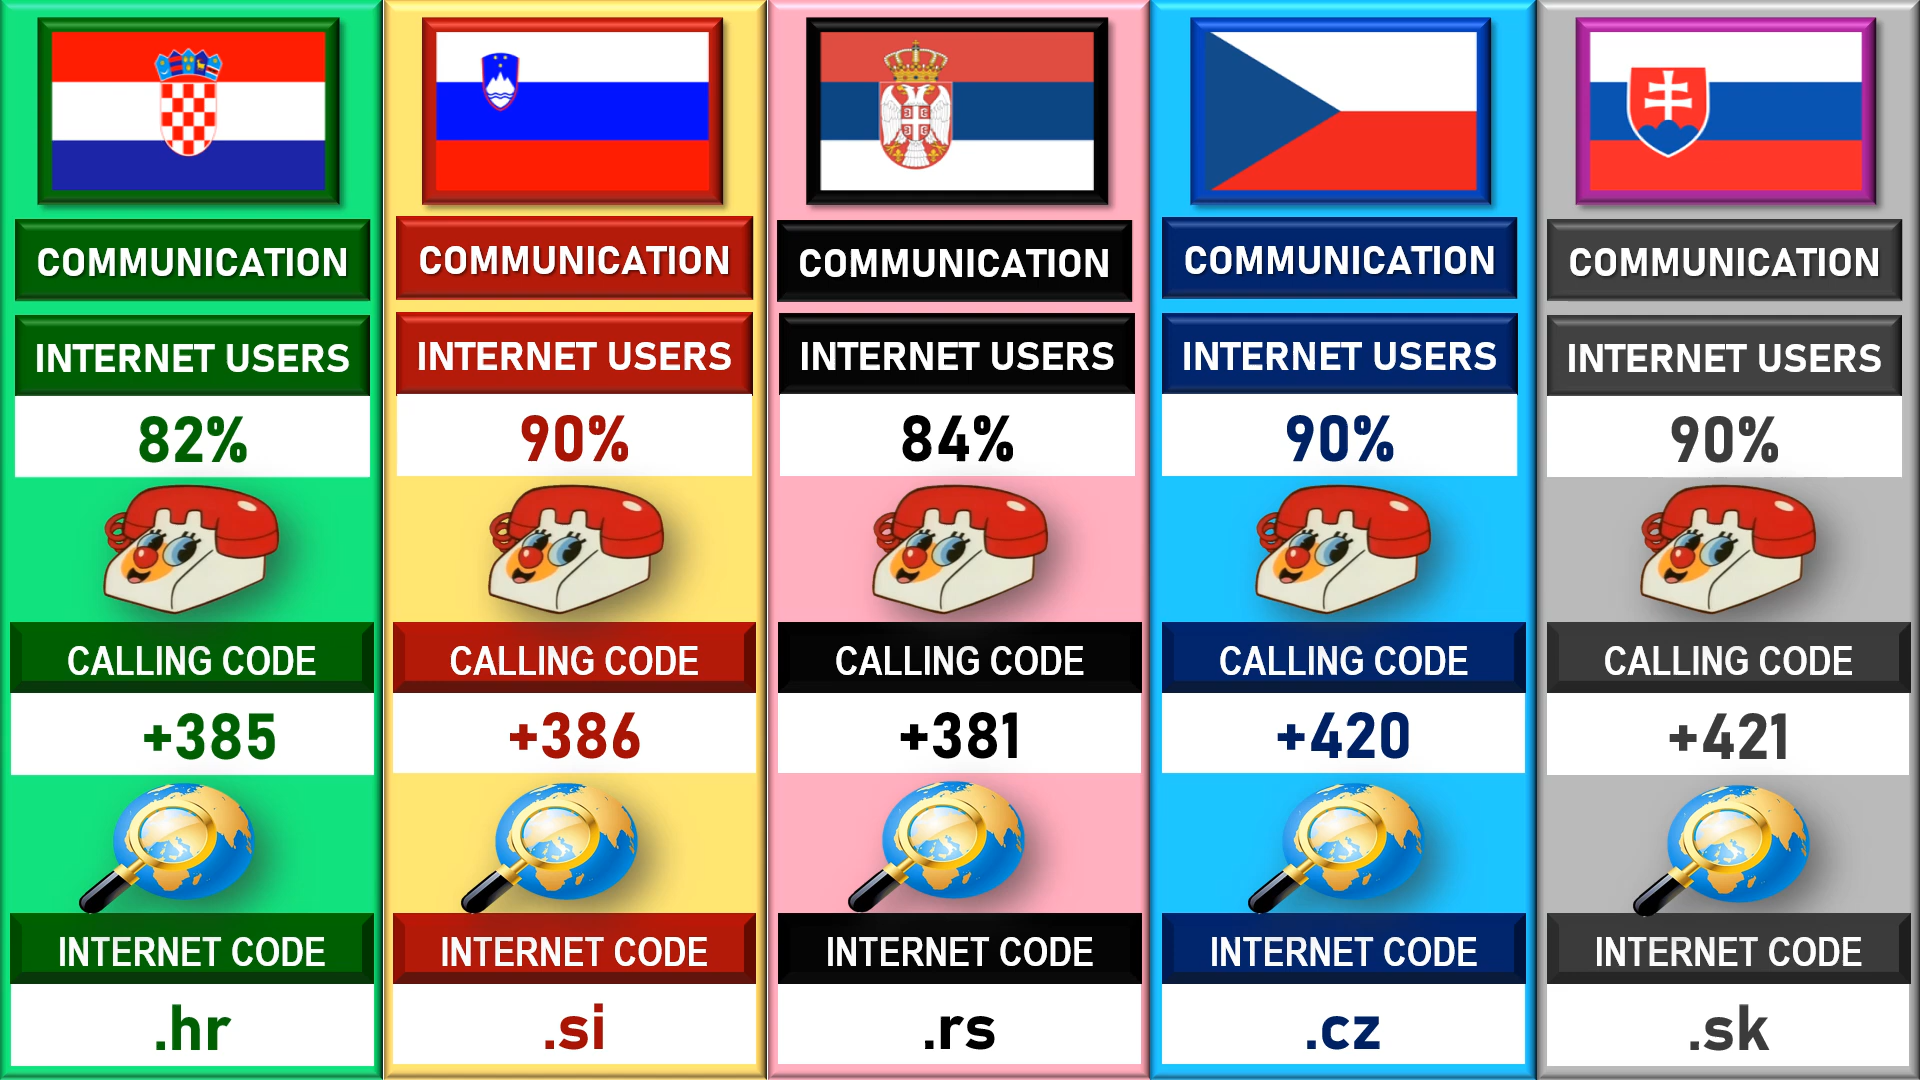 COMMUNICATION
INTERNET USERS
82%
CALLING CODE
+385
INTERNET CODE
.hr
COMMUNICATION
INTERNET USERS
90%
CALLING CODE
+386
INTERNET CODE
.si
COMMUNICATION
INTERNET USERS
84%
CALLING CODE
+381
INTERNET CODE
.rs
COMMUNICATION
INTERNET USERS
90%
CALLING CODE
+420
INTERNET CODE
.cz
COMMUNICATION
INTERNET USERS
90%
CALLING CODE
+421
INTERNET CODE
.sk